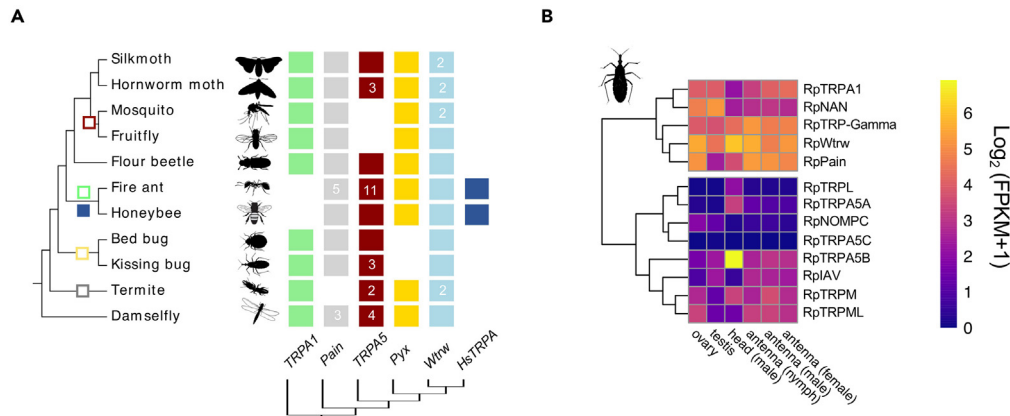 A
Silkmoth
2
Hornworm moth
3
2
Mosquito
2
Fruitfly
Flour beetle
Fire ant
5
11
Honeybee
Bed bug
Kissing bug
3
Termite
2
2
Damselfly
3
4
TRPA1
Pain
TRPA5
Pyx
Wtrw
HsTRPA
B
RpTRPA1
RpNAN
RpTRP-Gamma
RpWtrw
RpPain
RpTRPL
RpTRPA5A
RpNOMPC
RpTRPA5C
RpTRPA5B
RpIAV
RpTRPM
RpTRPML
ovary
testis
head (male)
antenna (nymph)
antenna (male)
antenna (female)
6
5
4
3
2
1
0
Log2 (FPKM+1)